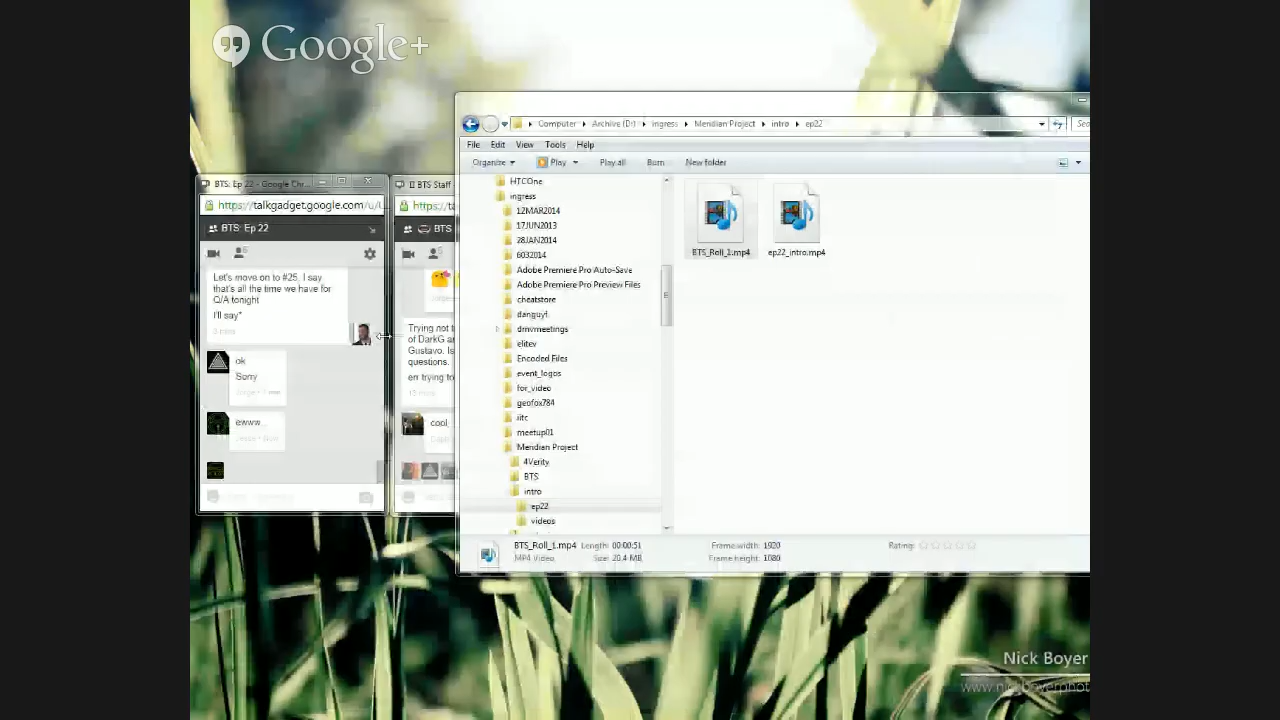 Google+
Computer ▸ Archive (D:) ▸ ingress ▸ Meridian Project ▸ intro ▸ ep22
File Edit View Tools Help
Organize Play Play all Burn New folder
HTCOne
ingress
12MAR2014
17JUN2013
28JAN2014
6032014
Adobe Premiere Pro Auto-Save
Adobe Premiere Pro Preview Files
cheatstore
danguyf
dmvmeetings
elitev
Encoded Files
event_logos
for_video
geofox784
iitc
meetup01
Meridian Project
4Verity
BTS
intro
ep22
videos
BTS_Roll_1.mp4
ep22_intro.mp4
BTS_Roll_1.mp4 Length: 00:00:51 Frame width: 1920 Rating:
MP4 Video Size: 20.4 MB Frame height: 1080
BTS: Ep 22 - Google Chr...
https://talkgadget.google.com/u/
BTS: Ep 22
Let's move on to #25. I say
that's all the time we have for
Q/A tonight
I'll say*
2 mins
ok
Sorry
ewww..
BTS Staff
https://
BTS
Trying not
of DarkG
Gustavo. Is
questions.
err trying to
cool
Nick Boyer